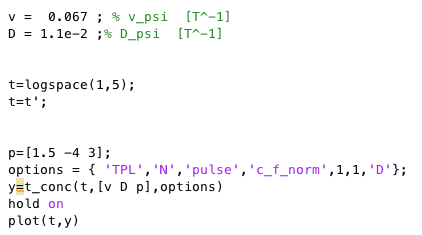 v =  0.067 ; % v_psi  [T^-1]
D = 1.1e-2 ;% D_psi  [T^-1]
t=logspace(1,5);
t=t';
p=[1.5 -4 3];
options = { 'TPL','N','pulse','c_f_norm',1,1,'D'};
y=t_conc(t,[v D p],options)
hold on
plot(t,y)